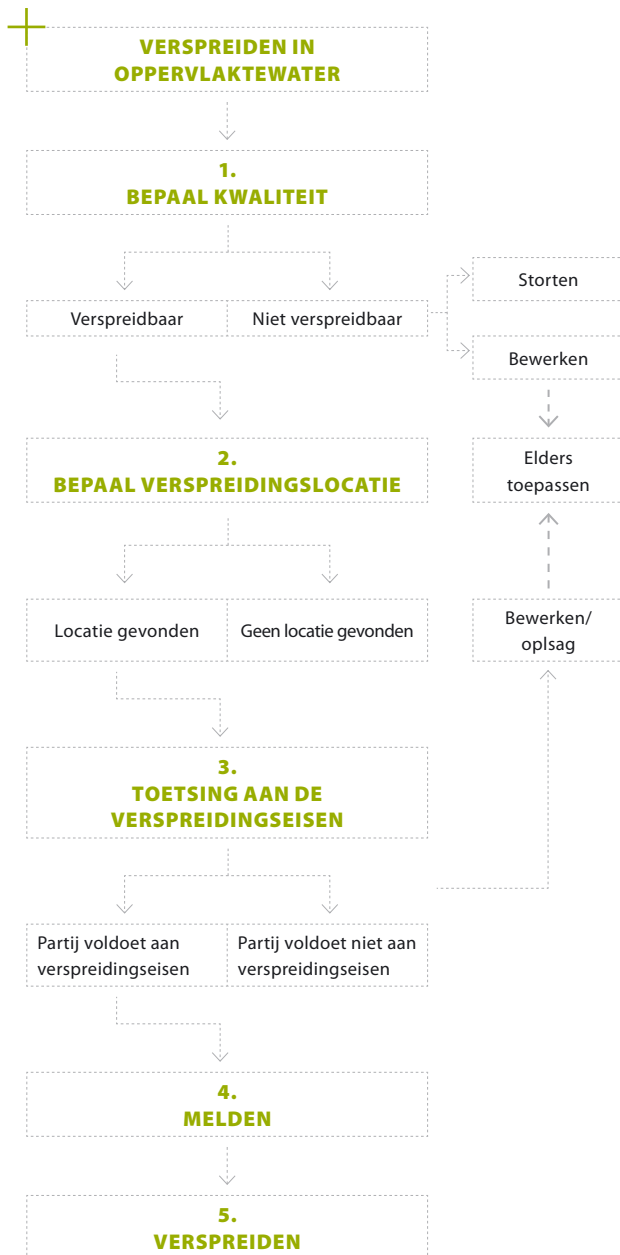 VERSPREIDEN IN
OPPERVLAKTEWATER
1.
BEPAAL KWALITEIT
Verspreidbaar
Niet verspreidbaar
Storten
Bewerken
2.
BEPAAL VERSPREIDINGSLOCATIE
Elders
toepassen
Locatie gevonden
Geen locatie gevonden
Bewerken/
oplsag
3.
TOETSING AAN DE
VERSPREIDINGSEISEN
Partij voldoet aan
verspreidingseisen
Partij voldoet niet aan
verspreidingseisen
4.
MELDEN
5.
VERSPREIDEN